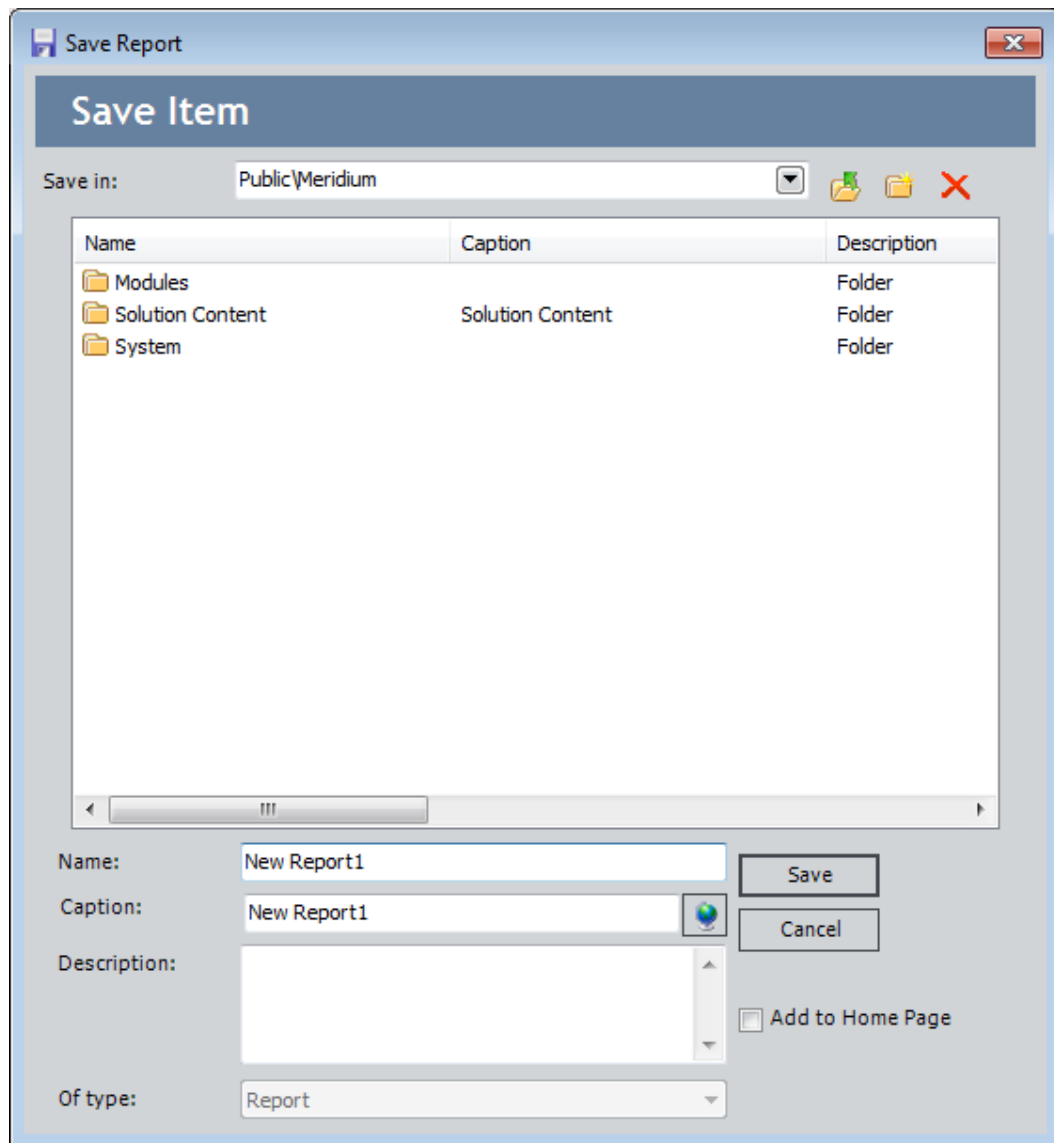 Save Report
Save Item
Save in: Public\Meridium
Name Caption Description
Modules Folder
Solution Content Solution Content Folder
System Folder
Name: New Report1
Save
Caption: New Report1
Cancel
Description:
Add to Home Page
Of type: Report